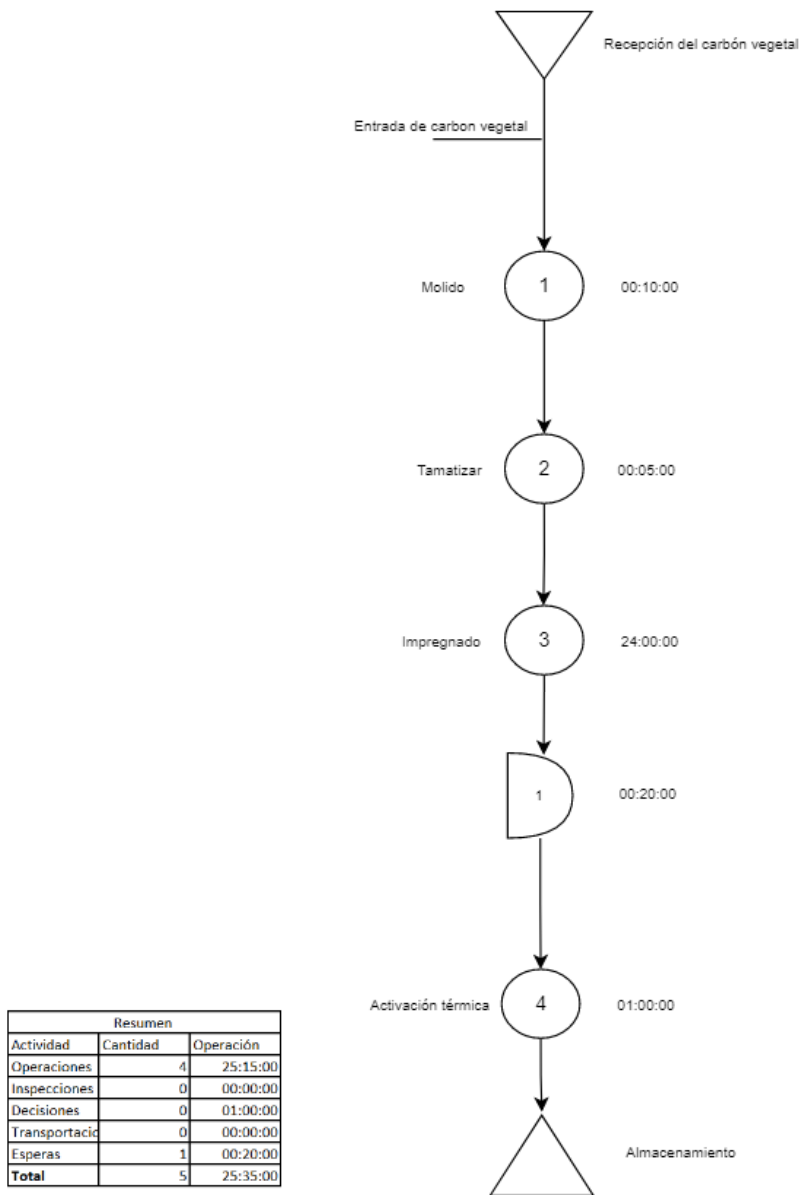 Recepción del carbón vegetal
Entrada de carbon vegetal
Molido 1 00:10:00
Tamatizar 2 00:05:00
Impregnado 3 24:00:00
1 00:20:00
Activación térmica 4 01:00:00
Almacenamiento
Resumen
Actividad Cantidad Operación
Operaciones 4 25:15:00
Inspecciones 0 00:00:00
Decisiones 0 01:00:00
Transportacic 0 00:00:00
Esperas 1 00:20:00
Total 5 25:35:00